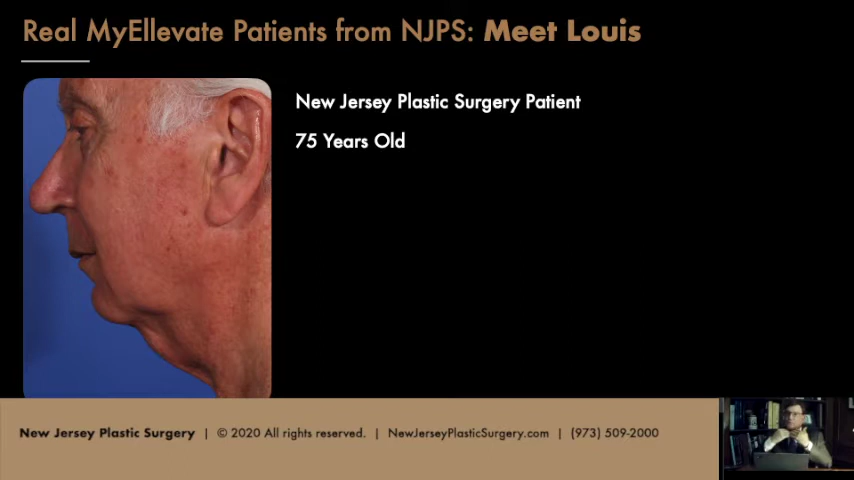 Real MyEllevate Patients from NJPS: Meet Louis
New Jersey Plastic Surgery Patient
75 Years Old
New Jersey Plastic Surgery | © 2020 All rights reserved. | NewJerseyPlasticSurgery.com | (973) 509-2000